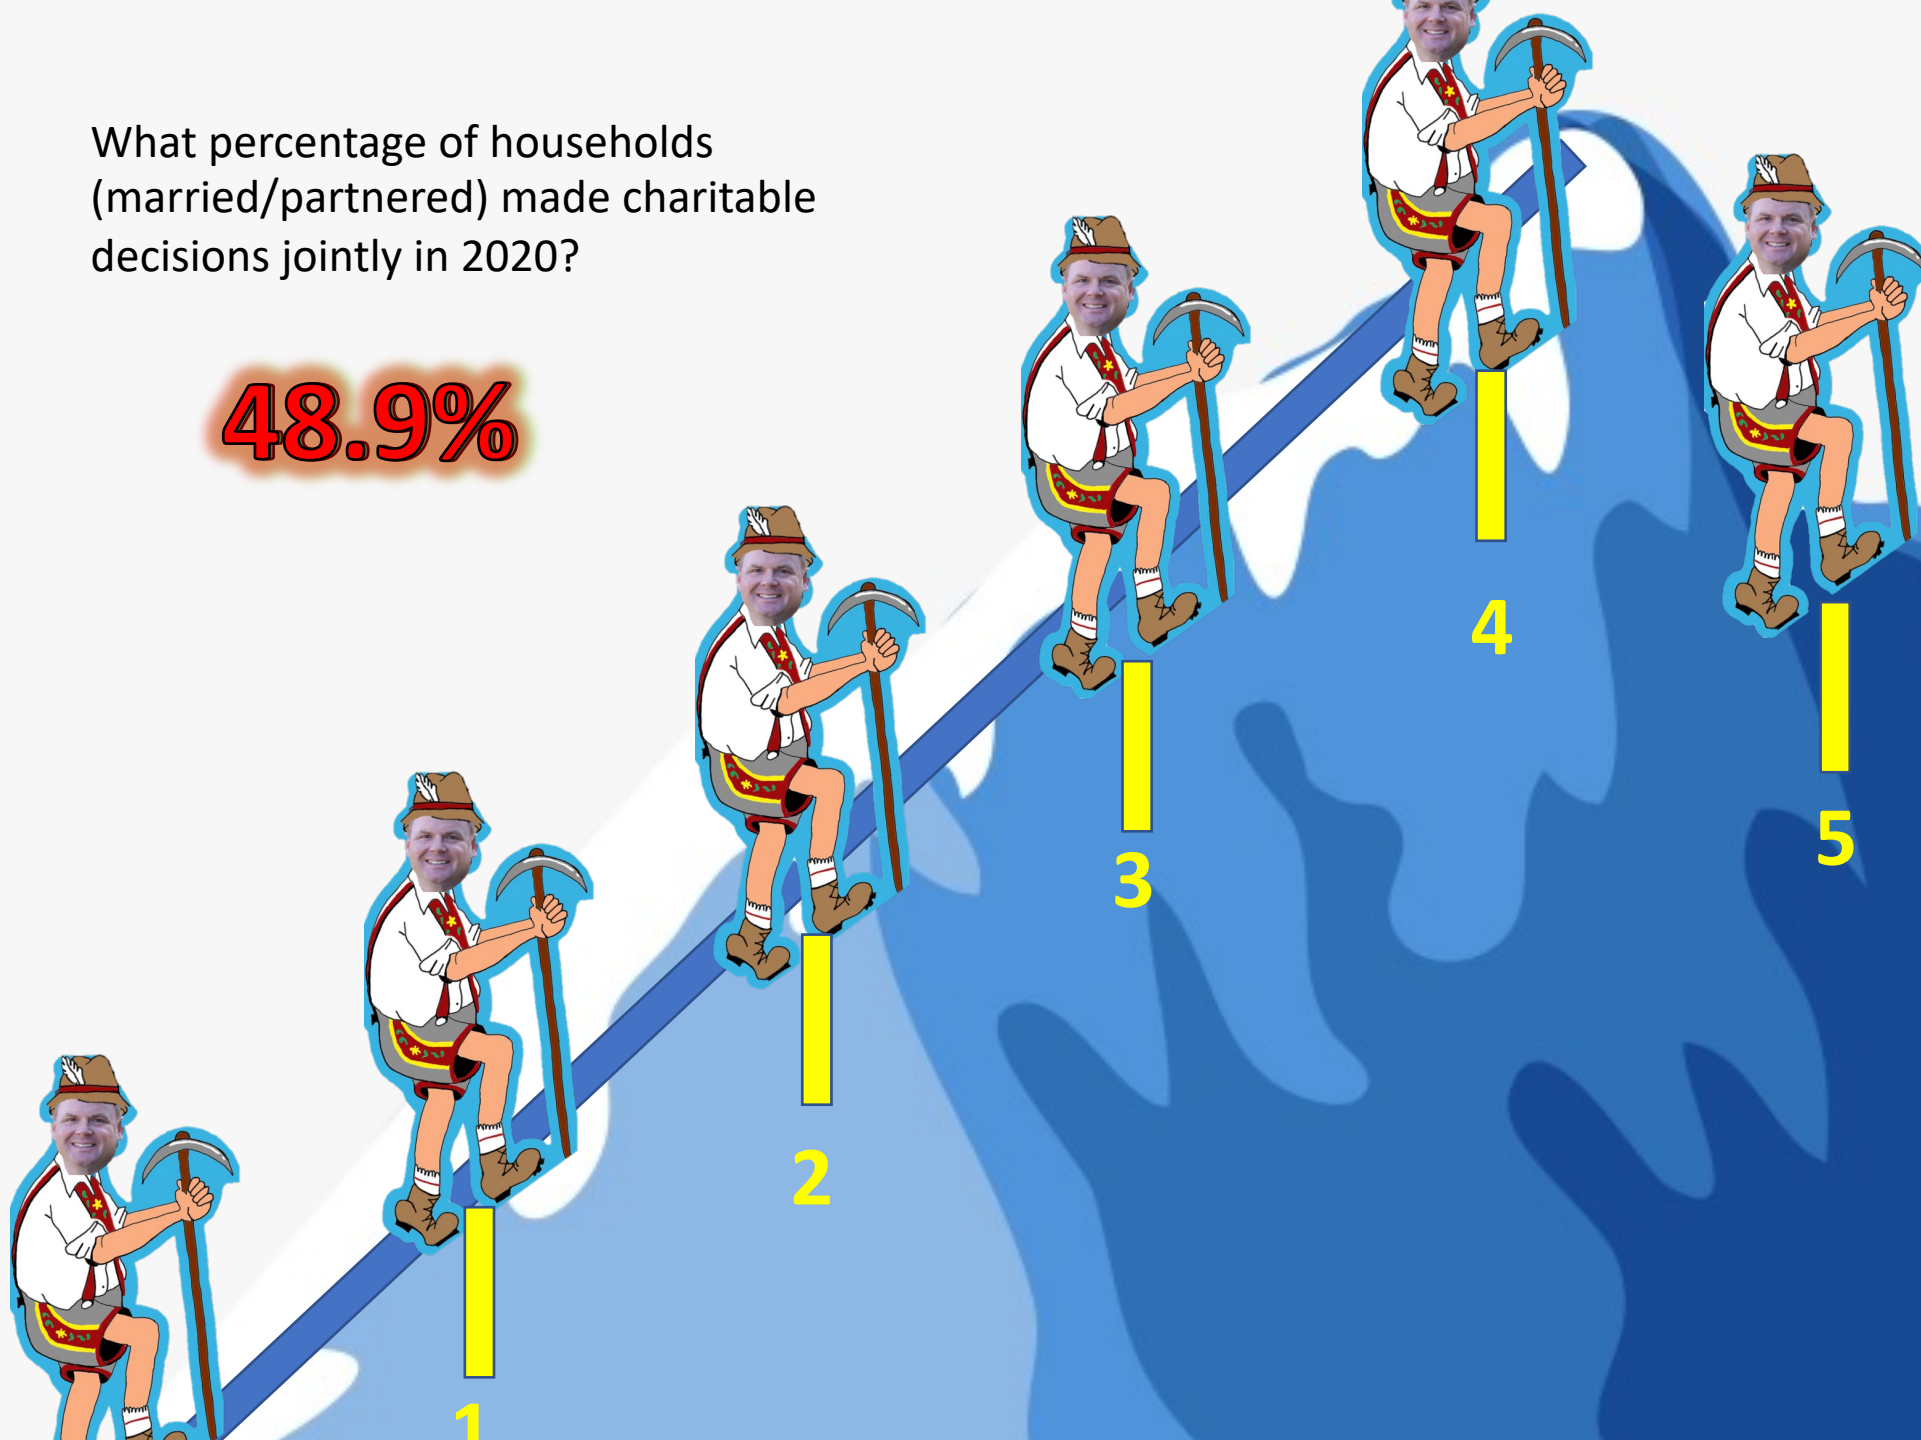 What percentage of households
(married/partnered) made charitable
decisions jointly in 2020?
48.9%
4
5
3
2
1